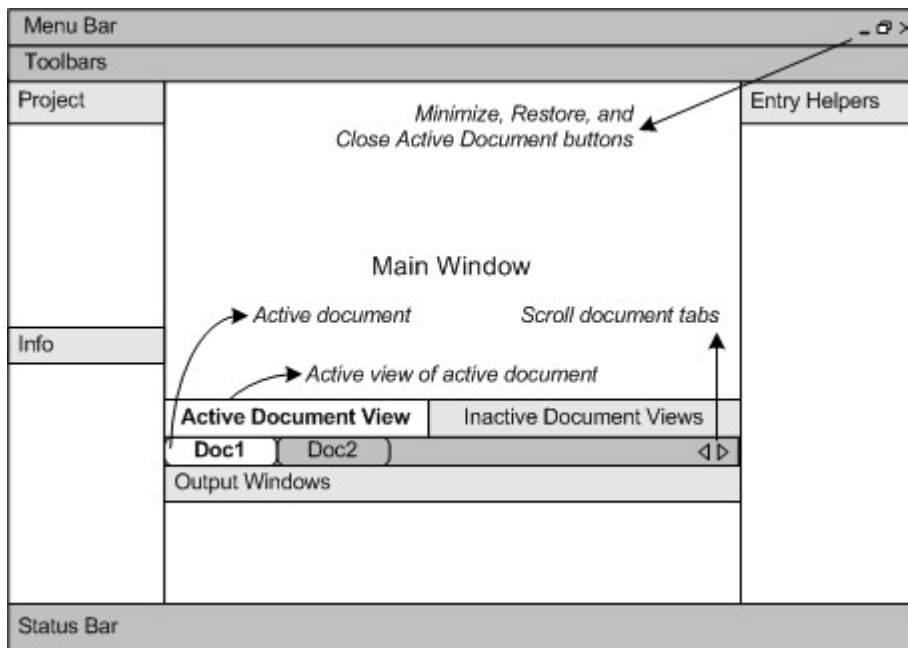 Menu Bar
Toolbars
Project
Minimize, Restore, and
Close Active Document buttons
Entry Helpers
Main Window
Active document
Scroll document tabs
Info
Active view of active document
Active Document View
Inactive Document Views
Doc1
Doc2
Output Windows
Status Bar